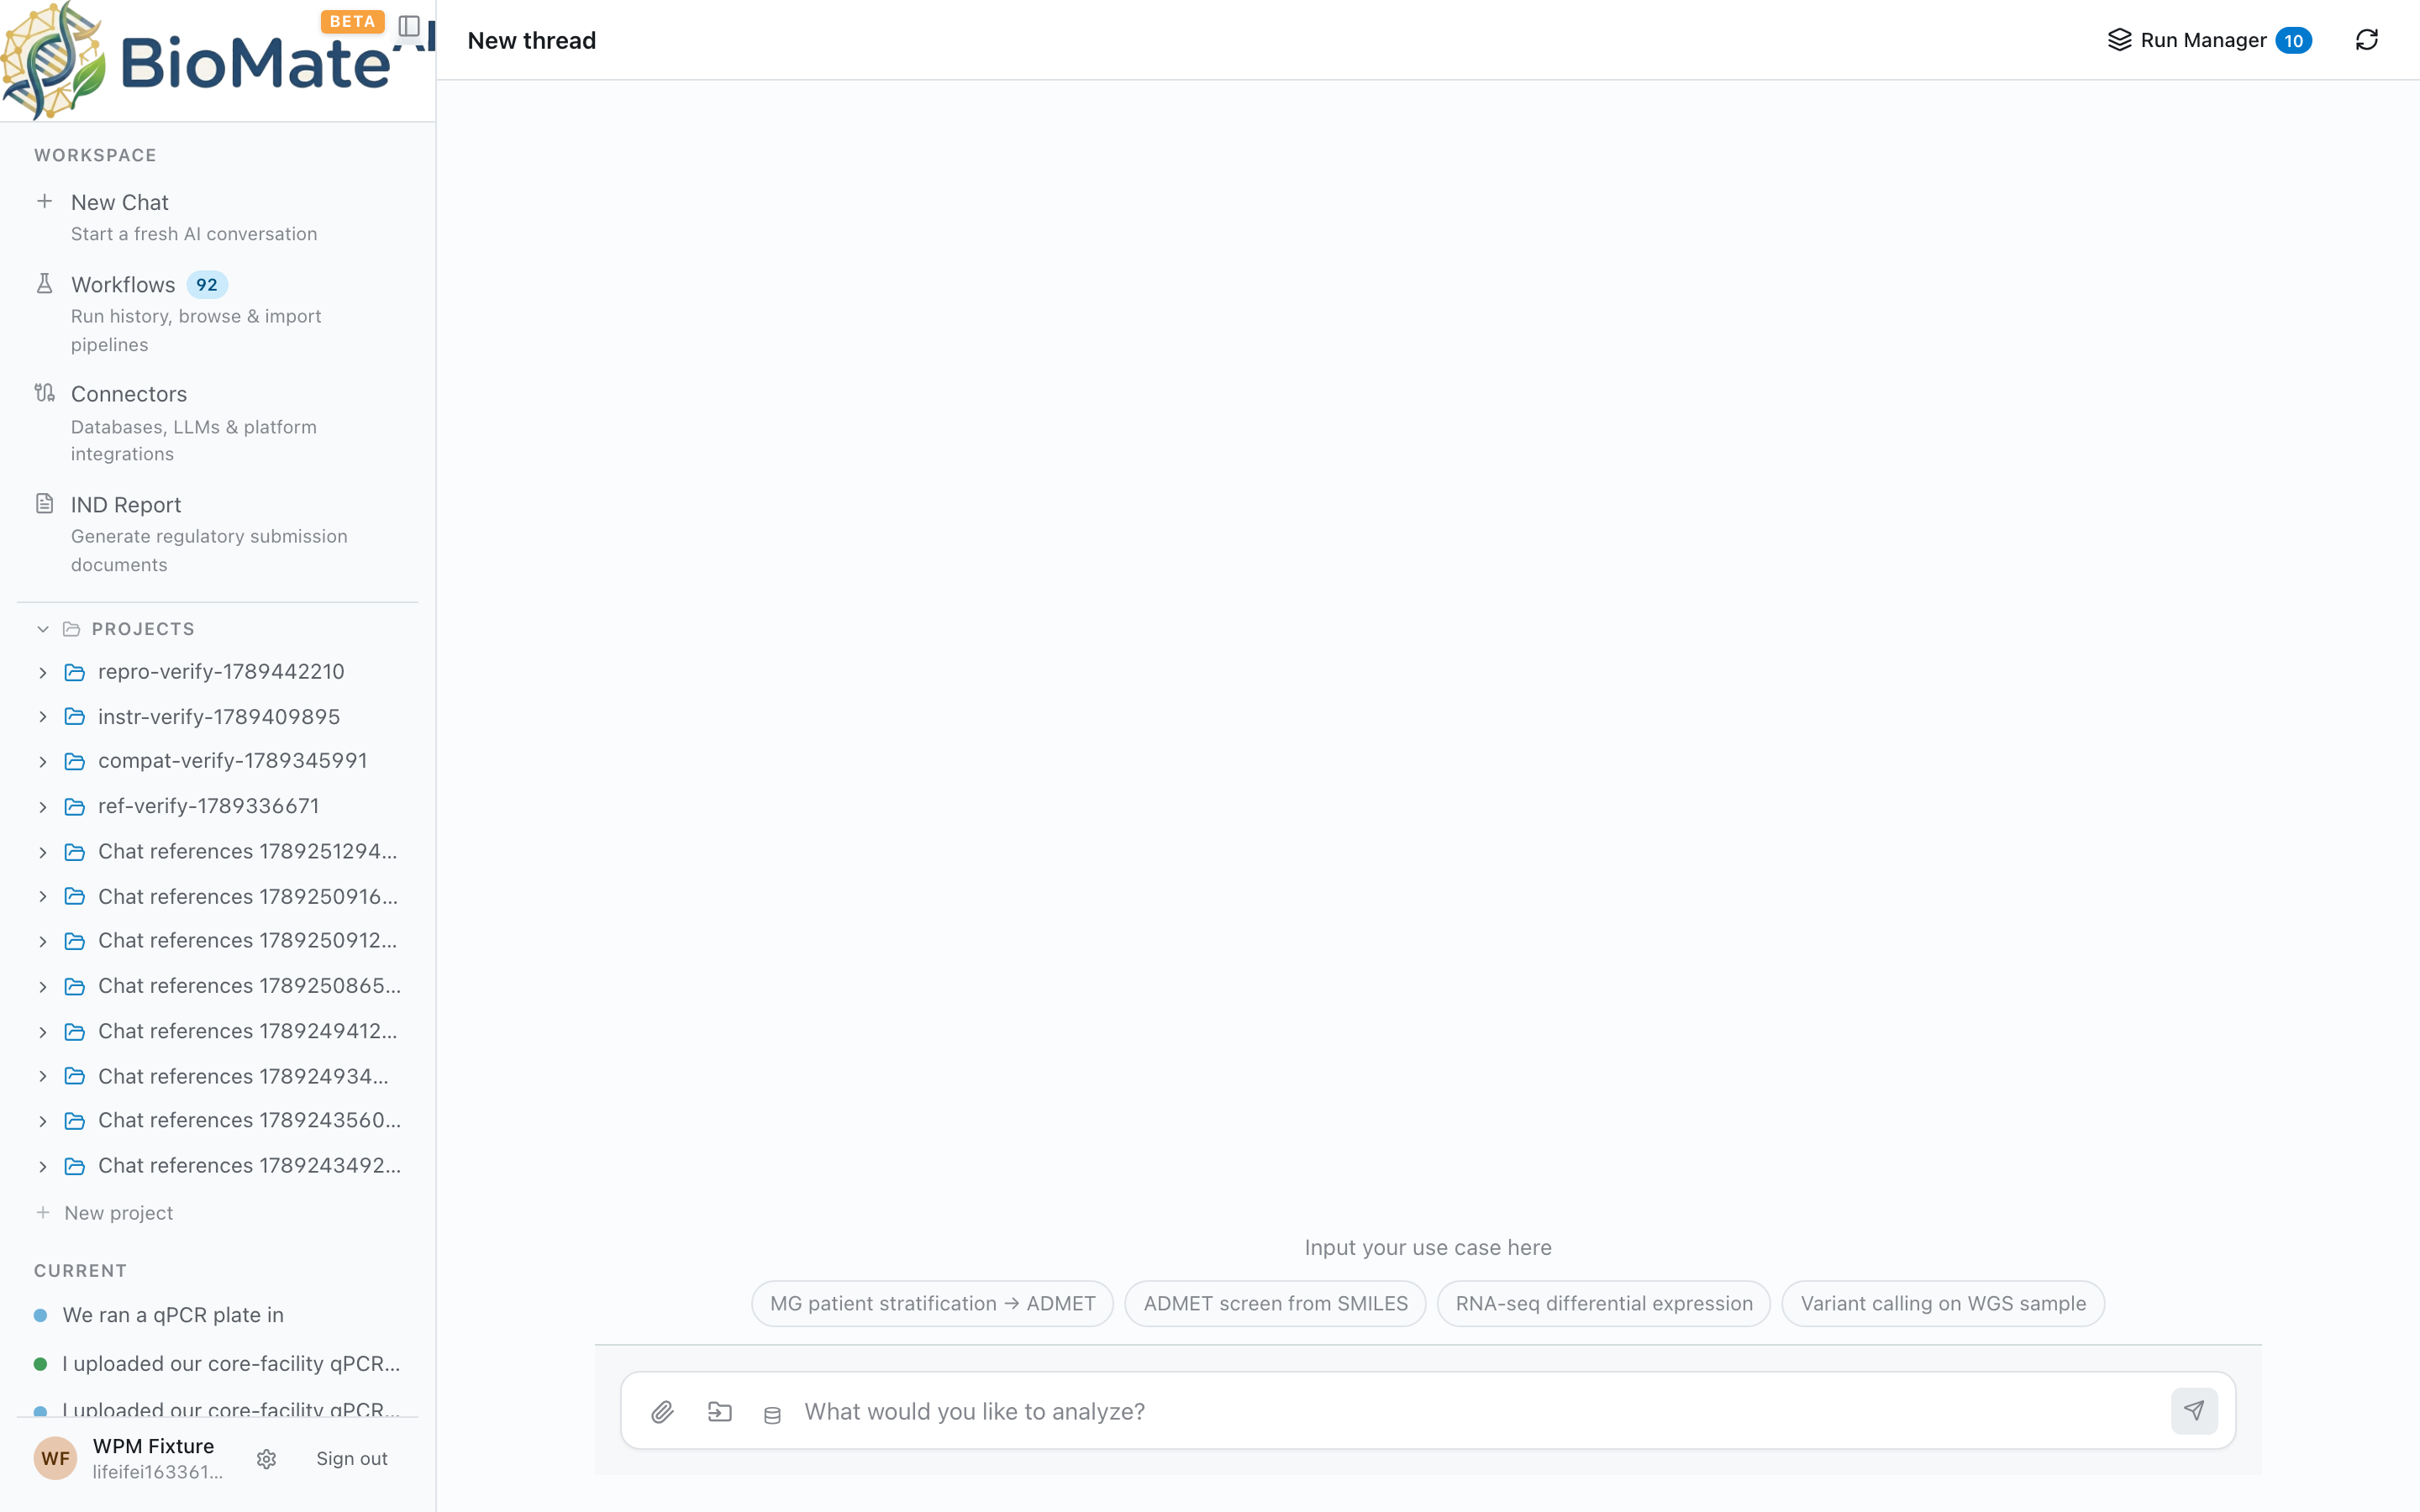 BioMate
BETA
New thread
Run Manager 10
WORKSPACE
New Chat
Start a fresh AI conversation
Workflows 92
Run history, browse & import
pipelines
Connectors
Databases, LLMs & platform
integrations
IND Report
Generate regulatory submission
documents
PROJECTS
repro-verify-1789442210
instr-verify-1789409895
compat-verify-1789345991
ref-verify-1789336671
Chat references 1789251294...
Chat references 1789250916...
Chat references 1789250912...
Chat references 1789250865...
Chat references 1789249412...
Chat references 178924934...
Chat references 1789243560...
Chat references 1789243492...
New project
CURRENT
We ran a qPCR plate in
I uploaded our core-facility qPCR...
I uploaded our core-facility qPCR...
WF
WPM Fixture
lifeifei163361...
Sign out
Input your use case here
MG patient stratification → ADMET
ADMET screen from SMILES
RNA-seq differential expression
Variant calling on WGS sample
What would you like to analyze?